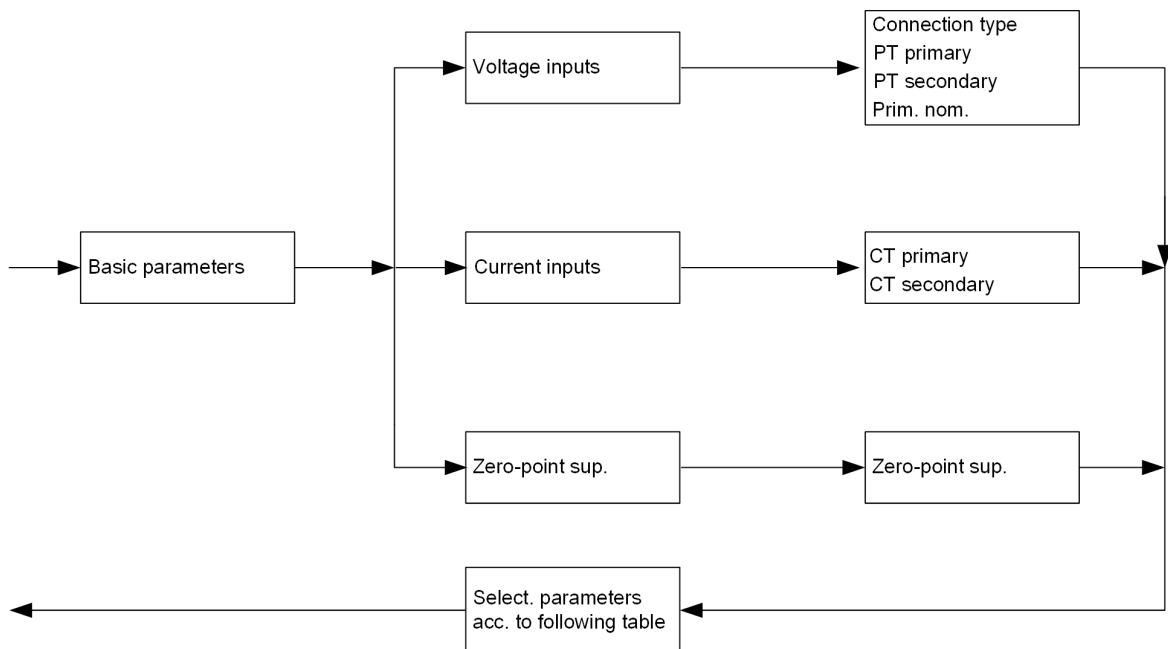 Connection type
PT primary
PT secondary
Prim. nom.
Voltage inputs
Basic parameters
Current inputs
CT primary
CT secondary
Zero-point sup.
Zero-point sup.
Select. parameters
acc. to following table